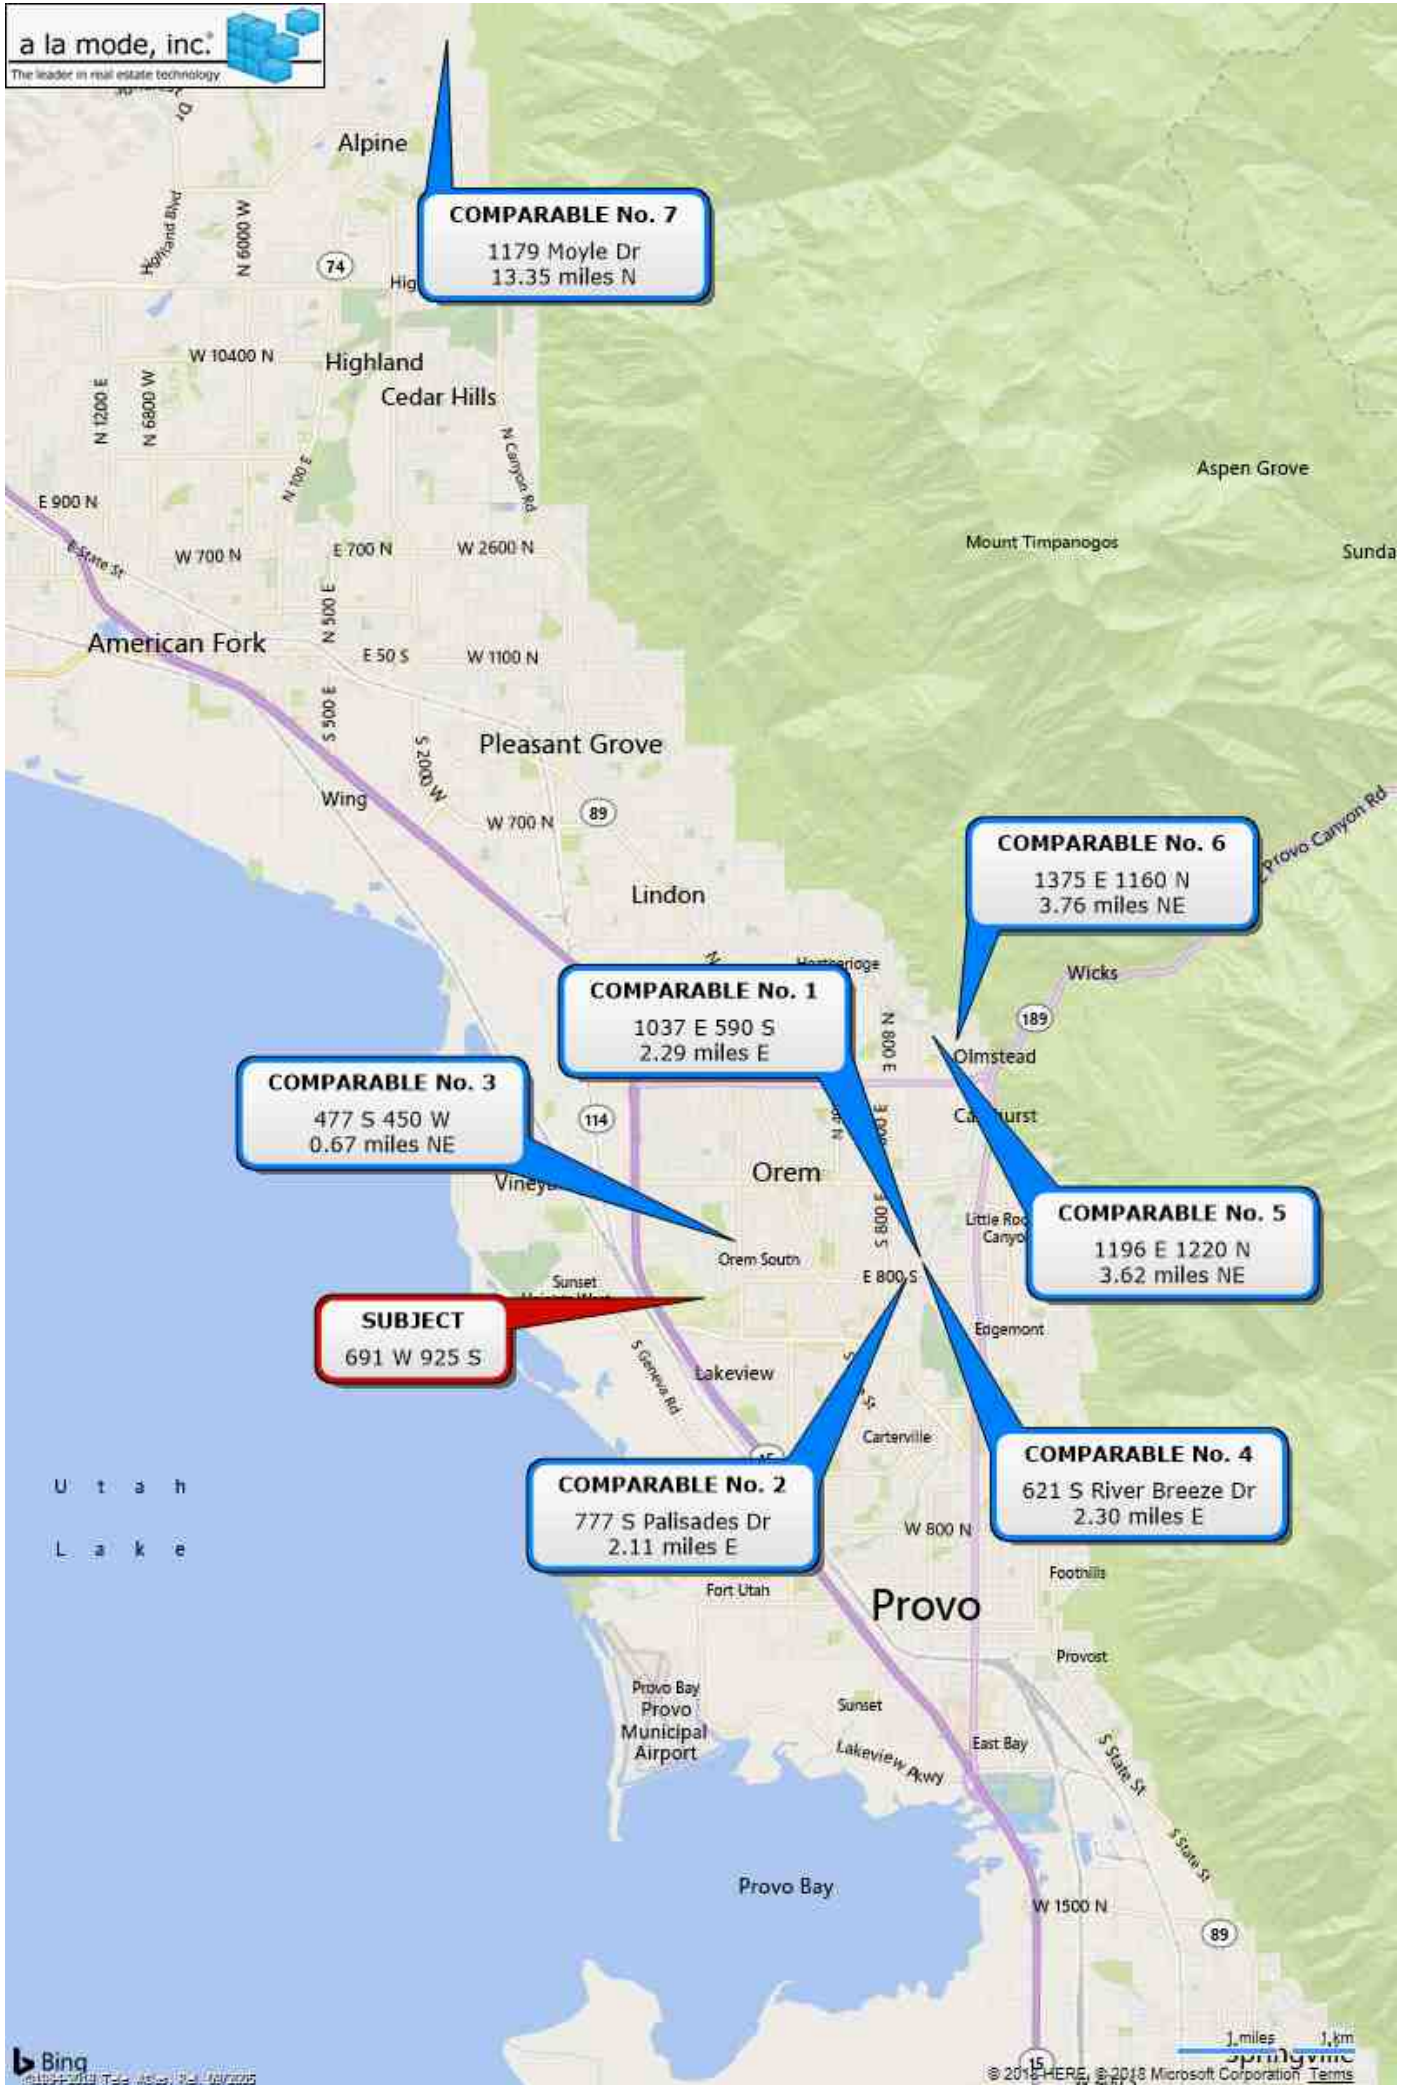 a la mode, inc.
The leader in real estate technology
Alpine
Highland Blvd
N 6000 W
COMPARABLE No. 7
1179 Moyle Dr
13.35 miles N
74
W 10400 N
Highland
Cedar Hills
N 1200 E
N 6800 W
N 100 E
N Canyon Rd
Aspen Grove
E 900 N
E State St
W 700 N
E 700 N
W 2600 N
Mount Timpanogos
Sunda
N 500 E
American Fork
E 50 S
W 1100 N
S 500 E
S 2000 W
Pleasant Grove
Wing
W 700 N
89
E Provo Canyon Rd
COMPARABLE No. 6
1375 E 1160 N
3.76 miles NE
Lindon
Wicks
COMPARABLE No. 1
1037 E 590 S
2.29 miles E
N 800 E
189
Olmstead
COMPARABLE No. 3
477 S 450 W
0.67 miles NE
114
Orem
S 800 E
Orem South
COMPARABLE No. 5
1196 E 1220 N
3.62 miles NE
Sunset
E 800 S
SUBJECT
691 W 925 S
Edgemont
S Geneva Rd
Lakeview
Carterville
COMPARABLE No. 4
621 S River Breeze Dr
2.30 miles E
COMPARABLE No. 2
777 S Palisades Dr
2.11 miles E
Utah
Lake
W 800 N
Foothills
Fort Utah
Provo
Provost
Provo Bay
Provo
Municipal
Airport
Sunset
East Bay
Lakeview Pkwy
S State St
S State St
Provo Bay
W 1500 N
89
1 miles
1 km
Springville
15
Bing
© 2018 HERE, © 2018 Microsoft Corporation Terms